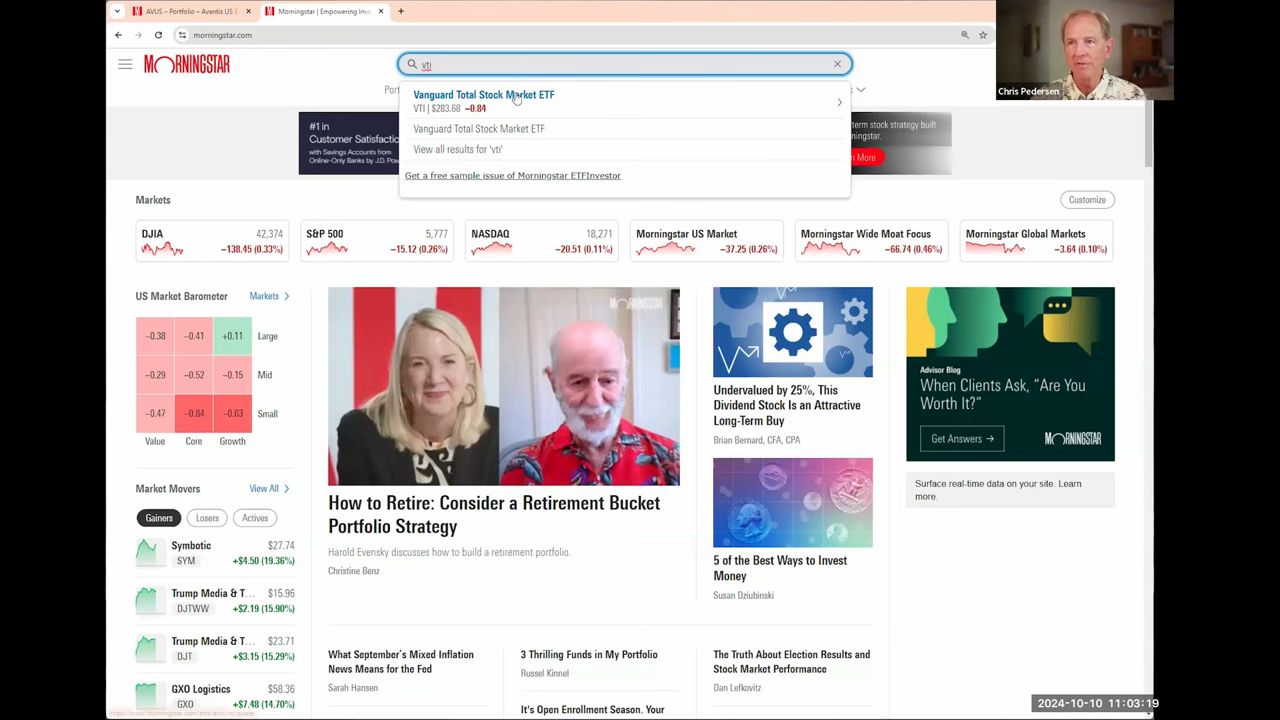 AVUS – Portfolio – Avantis US E
Morningstar | Empowering Inv
morningstar.com
MORNINGSTAR
vti
Vanguard Total Stock Market ETF
VTI | $283.68 −0.84
Vanguard Total Stock Market ETF
View all results for 'vti'
Get a free sample issue of Morningstar ETFInvestor
Port
Chris Pedersen
#1 in
Customer Satisfact
with Savings Accounts from
Online-Only Banks by J.D. Pow
term stock strategy built
rningstar.
n More
Markets
Customize
DJIA 42,374
−138.45 (0.33%)
S&P 500 5,777
−15.12 (0.26%)
NASDAQ 18,271
−20.51 (0.11%)
Morningstar US Market
−37.25 (0.26%)
Morningstar Wide Moat Focus
−66.74 (0.46%)
Morningstar Global Markets
−3.64 (0.10%)
US Market Barometer Markets
−0.38 −0.41 +0.11 Large
−0.29 −0.52 −0.15 Mid
−0.47 −0.84 −0.63 Small
Value Core Growth
Market Movers View All
Gainers Losers Actives
Symbotic $27.74
SYM +$4.50 (19.36%)
Trump Media & T... $15.96
DJTWW +$2.19 (15.90%)
Trump Media & T... $23.71
DJT +$3.15 (15.29%)
GXO Logistics $58.36
GXO +$7.48 (14.70%)
MORNINGSTAR
How to Retire: Consider a Retirement Bucket
Portfolio Strategy
Harold Evensky discusses how to build a retirement portfolio.
Christine Benz
Undervalued by 25%, This
Dividend Stock Is an Attractive
Long-Term Buy
Brian Bernard, CFA, CPA
5 of the Best Ways to Invest
Money
Susan Dziubinski
Advisor Blog
When Clients Ask, “Are You
Worth It?”
Get Answers →
MORNINGSTAR
Surface real-time data on your site. Learn
more.
What September’s Mixed Inflation
News Means for the Fed
Sarah Hansen
3 Thrilling Funds in My Portfolio
Russel Kinnel
It's Open Enrollment Season. Your
The Truth About Election Results and
Stock Market Performance
Dan Lefkovitz
2024-10-10 11:03:19